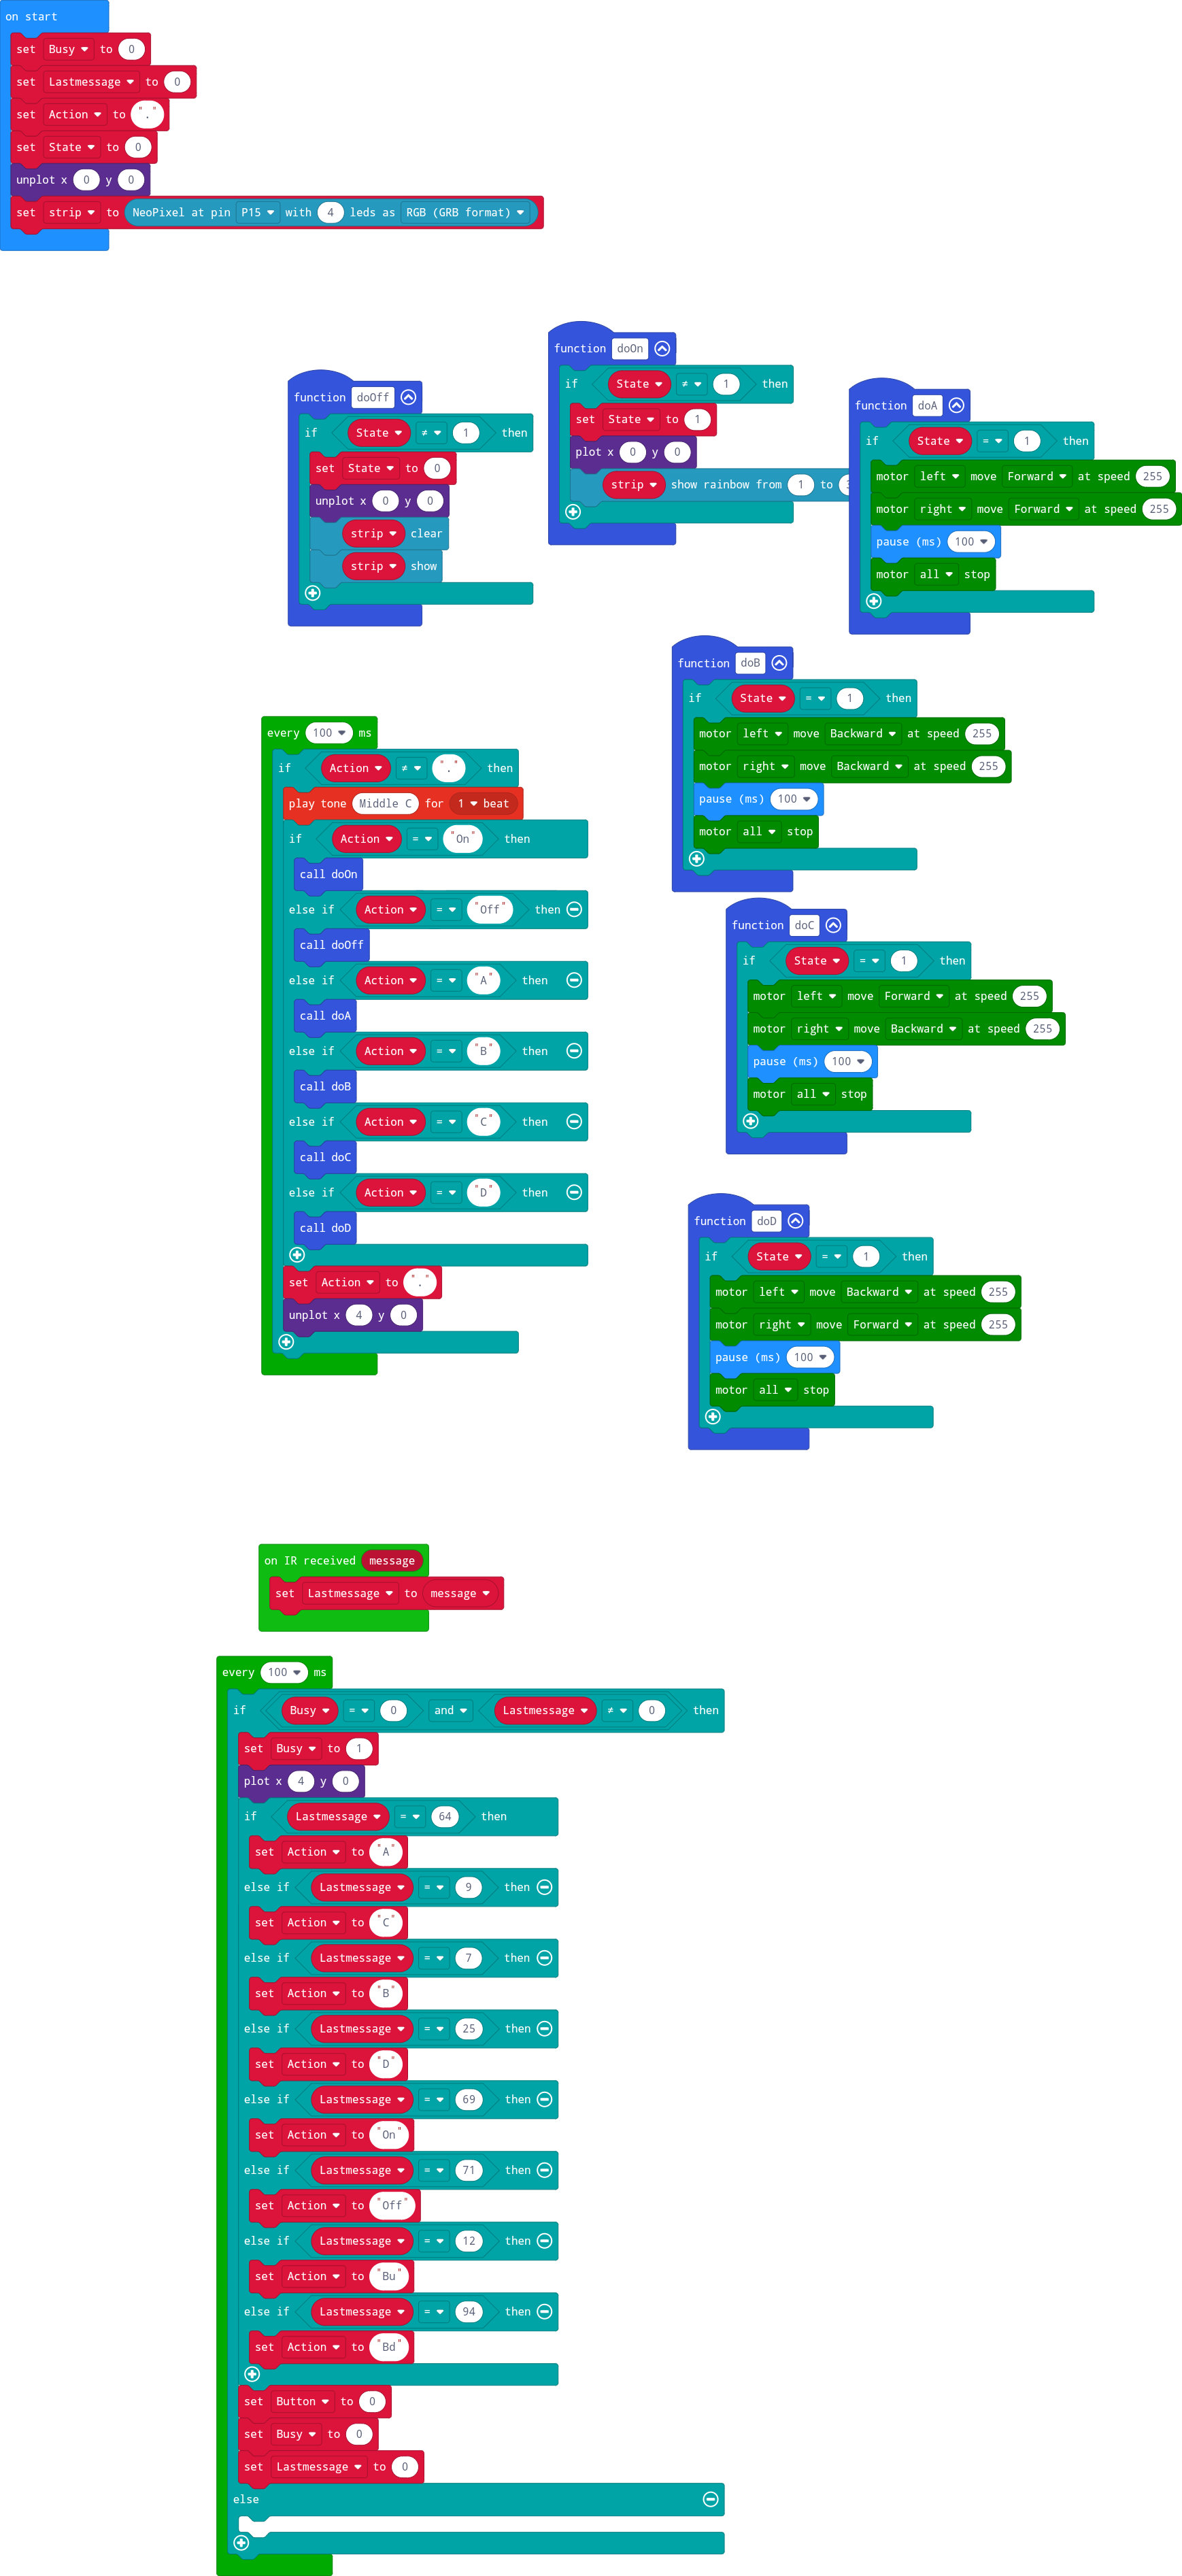 on start
set Busy to 0
set Lastmessage to 0
set Action to "."
set State to 0
unplot x 0 y 0
set strip to NeoPixel at pin P15 with 4 leds as RGB (GRB format)
function doOff
if State ≠ 1 then
set State to 0
unplot x 0 y 0
strip clear
strip show
function doOn
if State ≠ 1 then
set State to 1
plot x 0 y 0
strip show rainbow from 1 to
function doA
if State = 1 then
motor left move Forward at speed 255
motor right move Forward at speed 255
pause (ms) 100
motor all stop
function doB
if State = 1 then
motor left move Backward at speed 255
motor right move Backward at speed 255
pause (ms) 100
motor all stop
function doC
if State = 1 then
motor left move Forward at speed 255
motor right move Backward at speed 255
pause (ms) 100
motor all stop
function doD
if State = 1 then
motor left move Backward at speed 255
motor right move Forward at speed 255
pause (ms) 100
motor all stop
every 100 ms
if Action ≠ "." then
play tone Middle C for 1 beat
if Action = "On" then
call doOn
else if Action = "Off" then
call doOff
else if Action = "A" then
call doA
else if Action = "B" then
call doB
else if Action = "C" then
call doC
else if Action = "D" then
call doD
set Action to "."
unplot x 4 y 0
on IR received message
set Lastmessage to message
every 100 ms
if Busy = 0 and Lastmessage ≠ 0 then
set Busy to 1
plot x 4 y 0
if Lastmessage = 64 then
set Action to "A"
else if Lastmessage = 9 then
set Action to "C"
else if Lastmessage = 7 then
set Action to "B"
else if Lastmessage = 25 then
set Action to "D"
else if Lastmessage = 69 then
set Action to "On"
else if Lastmessage = 71 then
set Action to "Off"
else if Lastmessage = 12 then
set Action to "Bu"
else if Lastmessage = 94 then
set Action to "Bd"
set Button to 0
set Busy to 0
set Lastmessage to 0
else